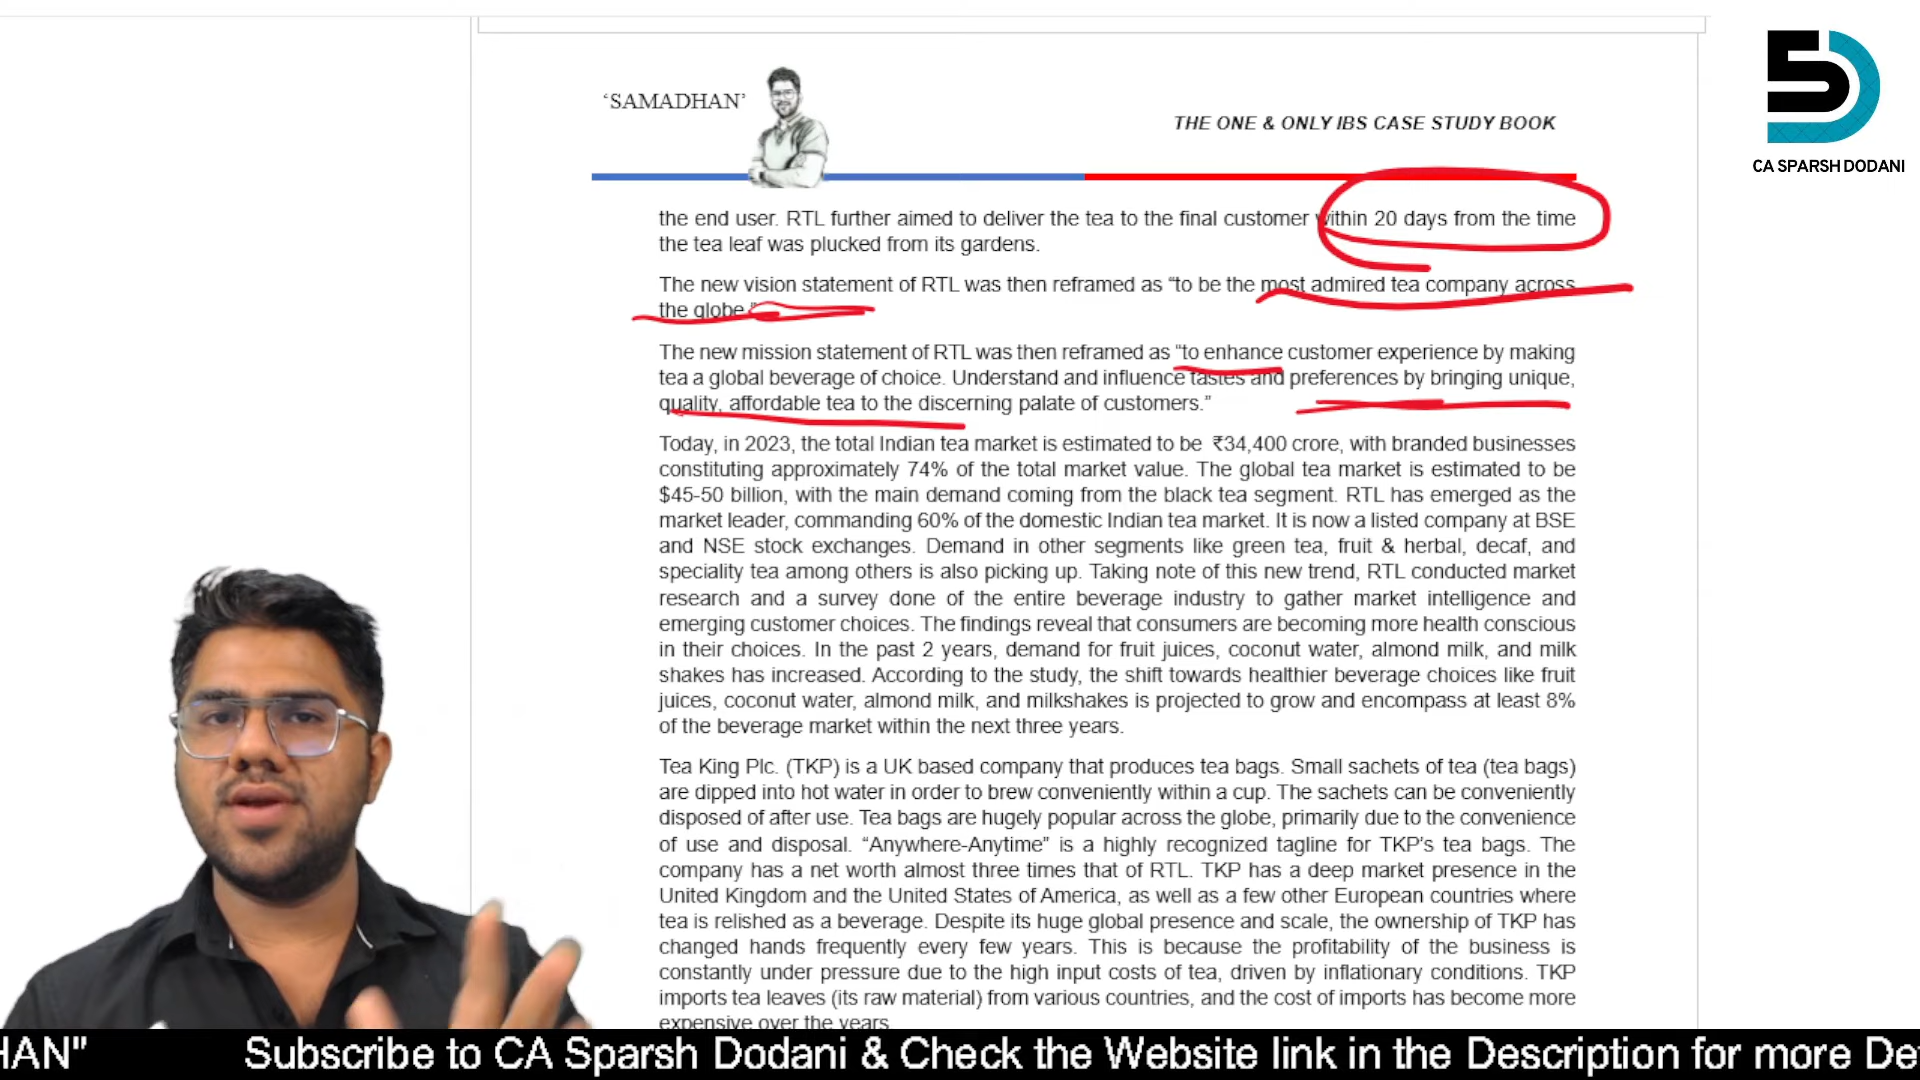 'SAMADHAN'
THE ONE & ONLY IBS CASE STUDY BOOK
CA SPARSH DODANI
the end user. RTL further aimed to deliver the tea to the final customer within 20 days from the time
the tea leaf was plucked from its gardens.
The new vision statement of RTL was then reframed as “to be the most admired tea company across
the globe.”
The new mission statement of RTL was then reframed as “to enhance customer experience by making
tea a global beverage of choice. Understand and influence tastes and preferences by bringing unique,
quality, affordable tea to the discerning palate of customers.”
Today, in 2023, the total Indian tea market is estimated to be ₹34,400 crore, with branded businesses
constituting approximately 74% of the total market value. The global tea market is estimated to be
$45-50 billion, with the main demand coming from the black tea segment. RTL has emerged as the
market leader, commanding 60% of the domestic Indian tea market. It is now a listed company at BSE
and NSE stock exchanges. Demand in other segments like green tea, fruit & herbal, decaf, and
speciality tea among others is also picking up. Taking note of this new trend, RTL conducted market
research and a survey done of the entire beverage industry to gather market intelligence and
emerging customer choices. The findings reveal that consumers are becoming more health conscious
in their choices. In the past 2 years, demand for fruit juices, coconut water, almond milk, and milk
shakes has increased. According to the study, the shift towards healthier beverage choices like fruit
juices, coconut water, almond milk, and milkshakes is projected to grow and encompass at least 8%
of the beverage market within the next three years.
Tea King Plc. (TKP) is a UK based company that produces tea bags. Small sachets of tea (tea bags)
are dipped into hot water in order to brew conveniently within a cup. The sachets can be conveniently
disposed of after use. Tea bags are hugely popular across the globe, primarily due to the convenience
of use and disposal. “Anywhere-Anytime” is a highly recognized tagline for TKP's tea bags. The
company has a net worth almost three times that of RTL. TKP has a deep market presence in the
United Kingdom and the United States of America, as well as a few other European countries where
tea is relished as a beverage. Despite its huge global presence and scale, the ownership of TKP has
changed hands frequently every few years. This is because the profitability of the business is
constantly under pressure due to the high input costs of tea, driven by inflationary conditions. TKP
imports tea leaves (its raw material) from various countries, and the cost of imports has become more
expensive over the years
HAN" Subscribe to CA Sparsh Dodani & Check the Website link in the Description for more Det